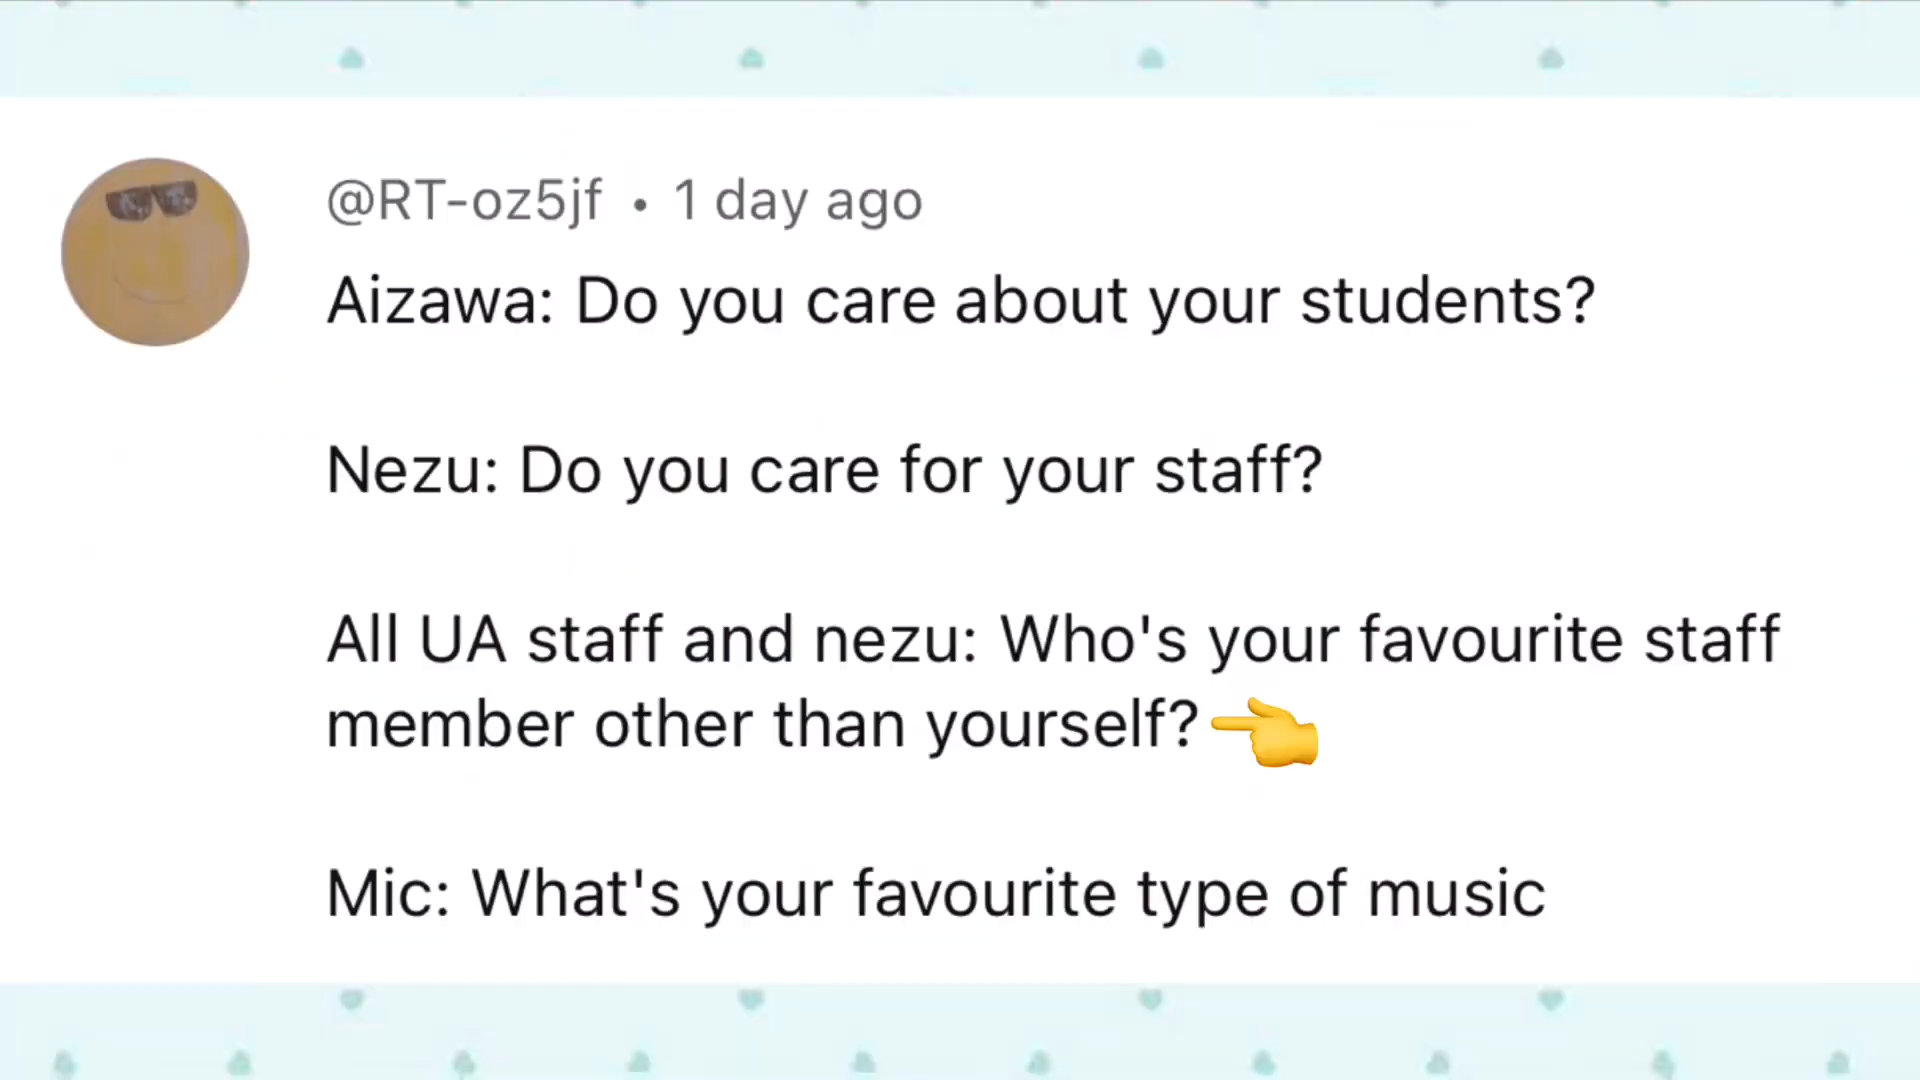 @RT-oz5jf • 1 day ago
Aizawa: Do you care about your students?
Nezu: Do you care for your staff?
All UA staff and nezu: Who's your favourite staff
member other than yourself?👈
Mic: What's your favourite type of music